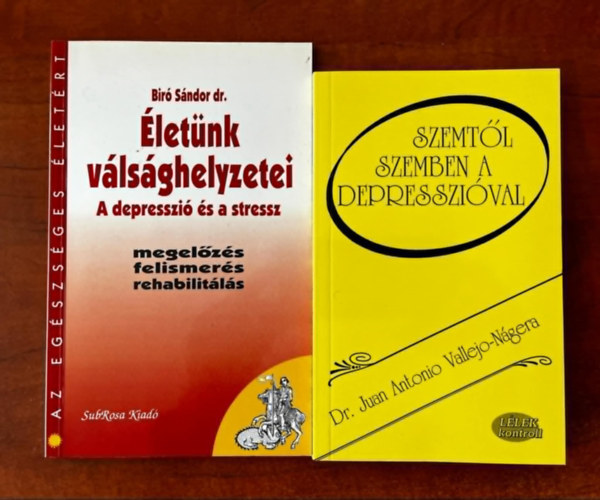 AZ EGÉSZSÉGES ÉLETÉRT
Biró Sándor dr.
Életünk
válsághelyzetei
A depresszió és a stressz
megelőzés
felismerés
rehabilitálás
SubRosa Kiadó
SZEMTŐL
SZEMBEN A
DEPRESSZIÓVAL
Dr. Juan Antonio Vallejo-Nágera
LÉLEK
kontroll